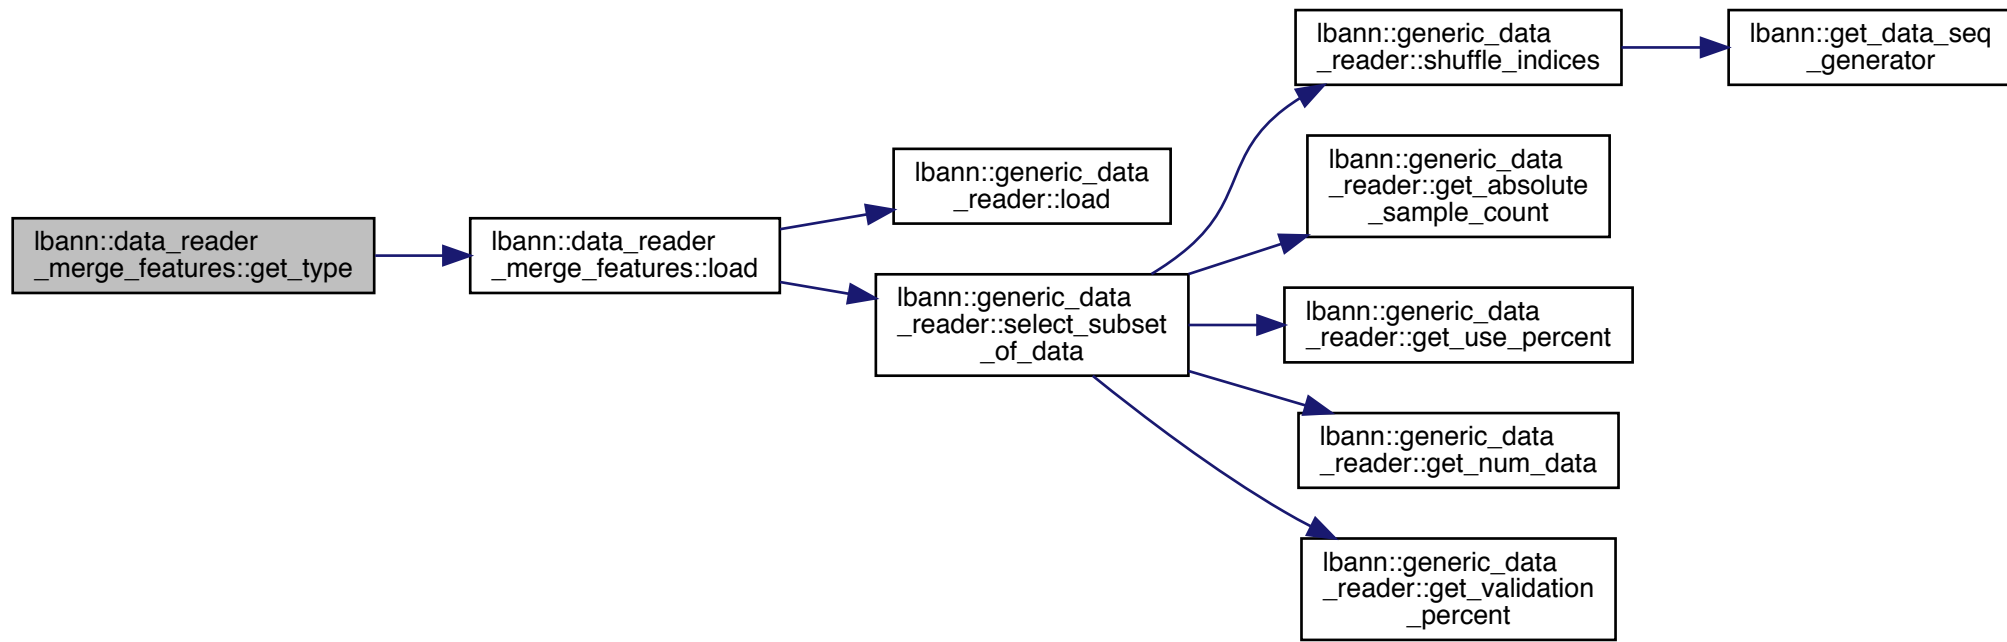 lbann::data_reader
_merge_features::get_type
lbann::data_reader
_merge_features::load
lbann::generic_data
_reader::load
lbann::generic_data
_reader::select_subset
_of_data
lbann::generic_data
_reader::shuffle_indices
lbann::get_data_seq
_generator
lbann::generic_data
_reader::get_absolute
_sample_count
lbann::generic_data
_reader::get_use_percent
lbann::generic_data
_reader::get_num_data
lbann::generic_data
_reader::get_validation
_percent